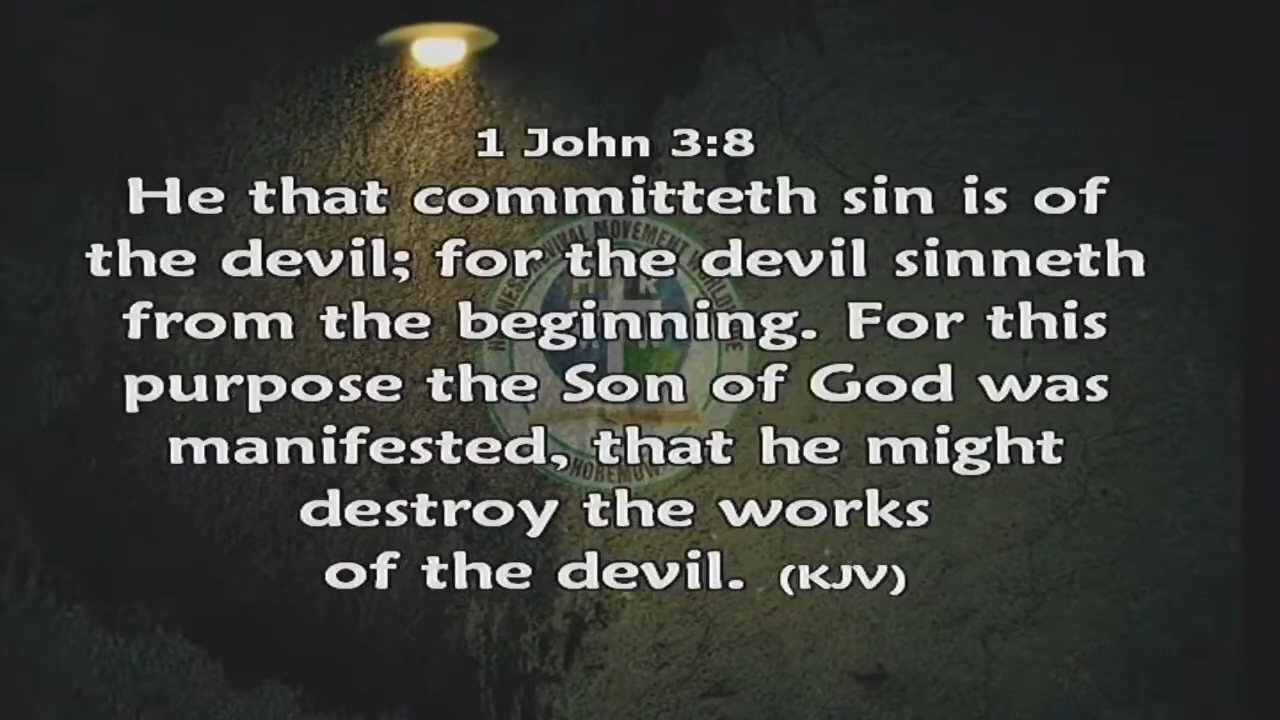 1 John 3:8
He that committeth sin is of
the devil; for the devil sinneth
from the beginning. For this
purpose the Son of God was
manifested, that he might
destroy the works
of the devil. (KJV)
MOVEMENT